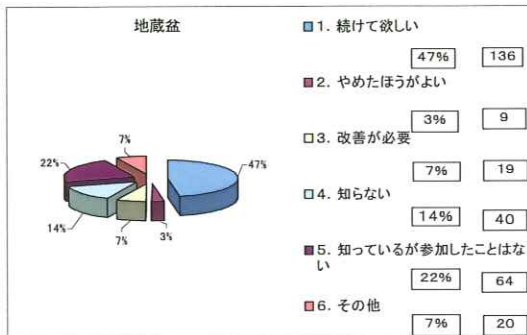 地蔵盆
7%
22%
47%
14%
7%
3%
1. 続けて欲しい
47% 136
2. やめたほうがよい
3% 9
3. 改善が必要
7% 19
4. 知らない
14% 40
5. 知っているが参加したことはな
い
22% 64
6. その他
7% 20